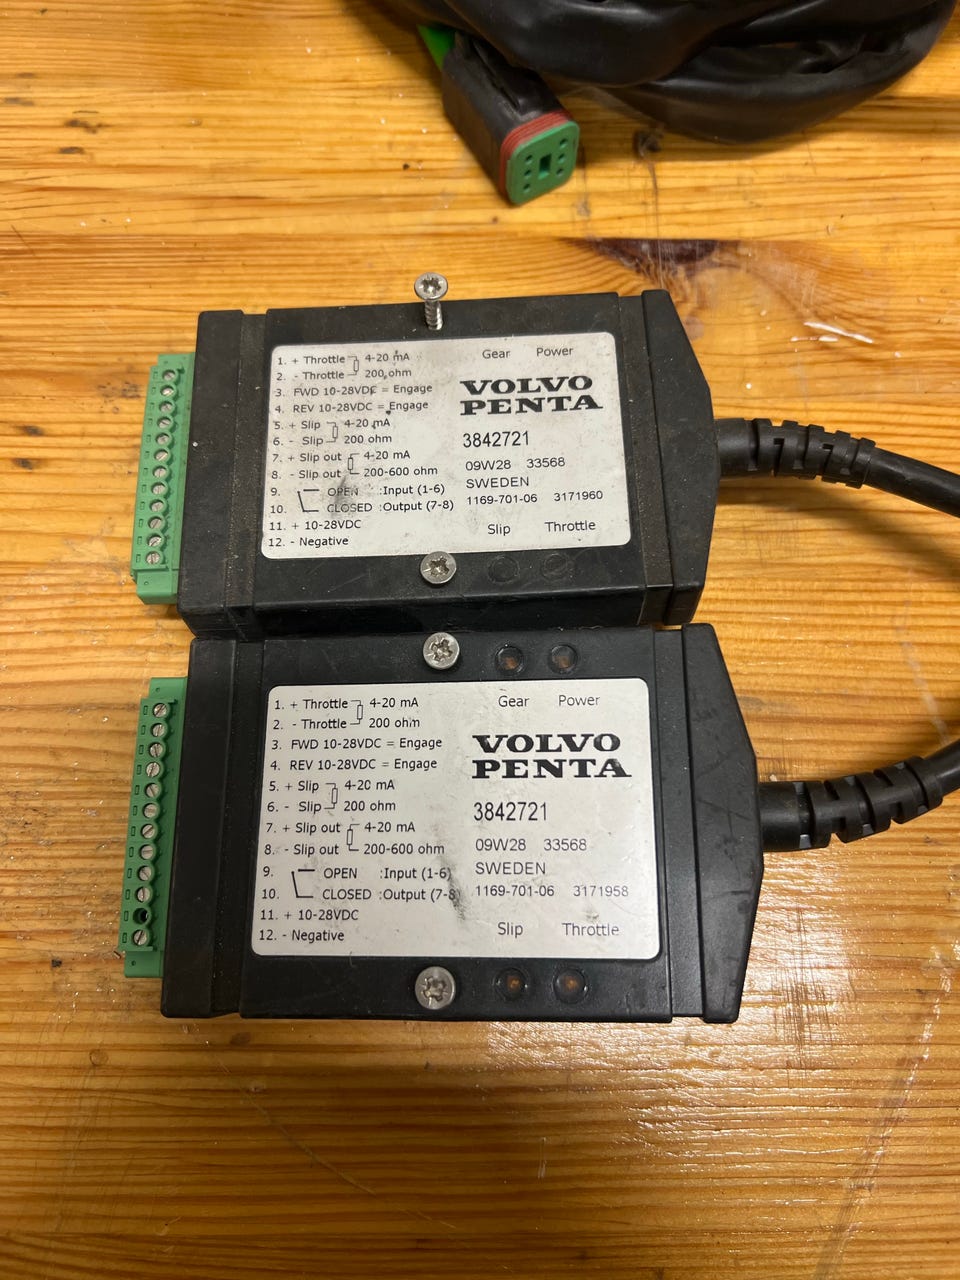 1. + Throttle 4-20 mA
2. - Throttle 200 ohm
3. FWD 10-28VDC = Engage
4. REV 10-28VDC = Engage
5. + Slip 4-20 mA
6. - Slip 200 ohm
7. + Slip out 4-20 mA
8. - Slip out 200-600 ohm
9. OPEN :Input (1-6)
10. CLOSED :Output (7-8)
11. + 10-28VDC
12. - Negative
Gear Power
VOLVO
PENTA
3842721
09W28 33568
SWEDEN
1169-701-06 3171960
Slip Throttle
1. + Throttle 4-20 mA
2. - Throttle 200 ohm
3. FWD 10-28VDC = Engage
4. REV 10-28VDC = Engage
5. + Slip 4-20 mA
6. - Slip 200 ohm
7. + Slip out 4-20 mA
8. - Slip out 200-600 ohm
9. OPEN :Input (1-6)
10. CLOSED :Output (7-8
11. + 10-28VDC
12. - Negative
Gear Power
VOLVO
PENTA
3842721
09W28 33568
SWEDEN
1169-701-06 3171958
Slip Throttle